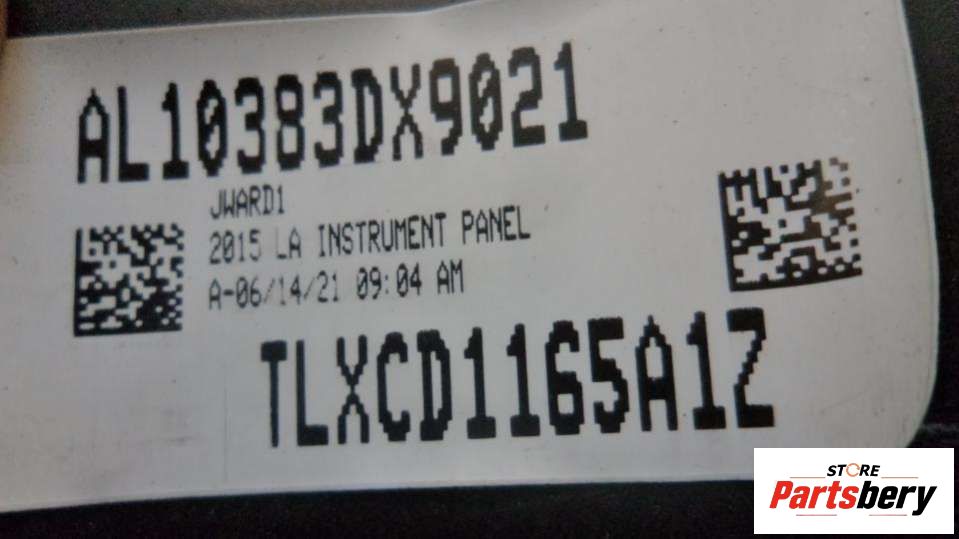 AL10383DX9021
JWARD1
2015 LA INSTRUMENT PANEL
A-06/14/21 09:04 AM
TLXCD1165A1Z
STORE
Partsbery